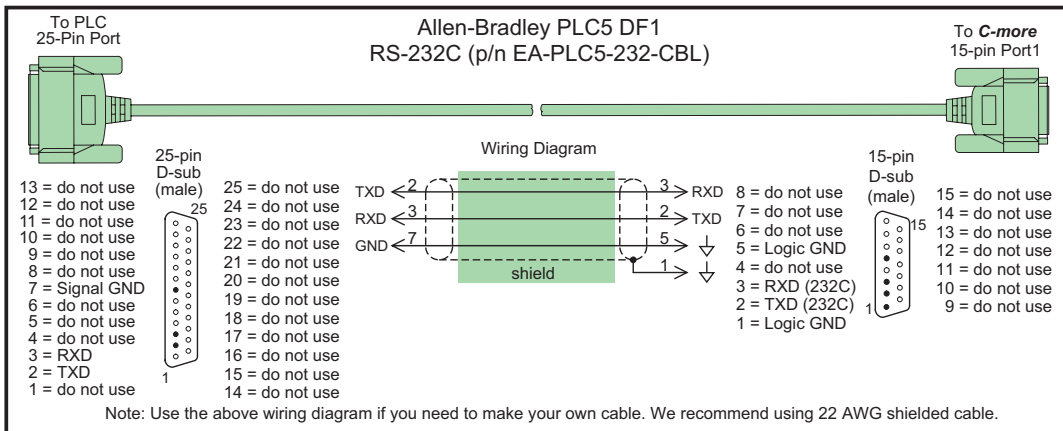 To PLC
25-Pin Port
Allen-Bradley PLC5 DF1
RS-232C (p/n EA-PLC5-232-CBL)
To C-more
15-pin Port1
Wiring Diagram
25-pin
D-sub
(male)
13 = do not use
12 = do not use
11 = do not use
10 = do not use
9 = do not use
8 = do not use
7 = Signal GND
6 = do not use
5 = do not use
4 = do not use
3 = RXD
2 = TXD
1 = do not use
25
1
25 = do not use
24 = do not use
23 = do not use
22 = do not use
21 = do not use
20 = do not use
19 = do not use
18 = do not use
17 = do not use
16 = do not use
15 = do not use
14 = do not use
TXD 2 3 RXD
RXD 3 2 TXD
GND 7 5
shield 1
8 = do not use
7 = do not use
6 = do not use
5 = Logic GND
4 = do not use
3 = RXD (232C)
2 = TXD (232C)
1 = Logic GND
15-pin
D-sub
(male)
15
1
15 = do not use
14 = do not use
13 = do not use
12 = do not use
11 = do not use
10 = do not use
9 = do not use
Note: Use the above wiring diagram if you need to make your own cable. We recommend using 22 AWG shielded cable.